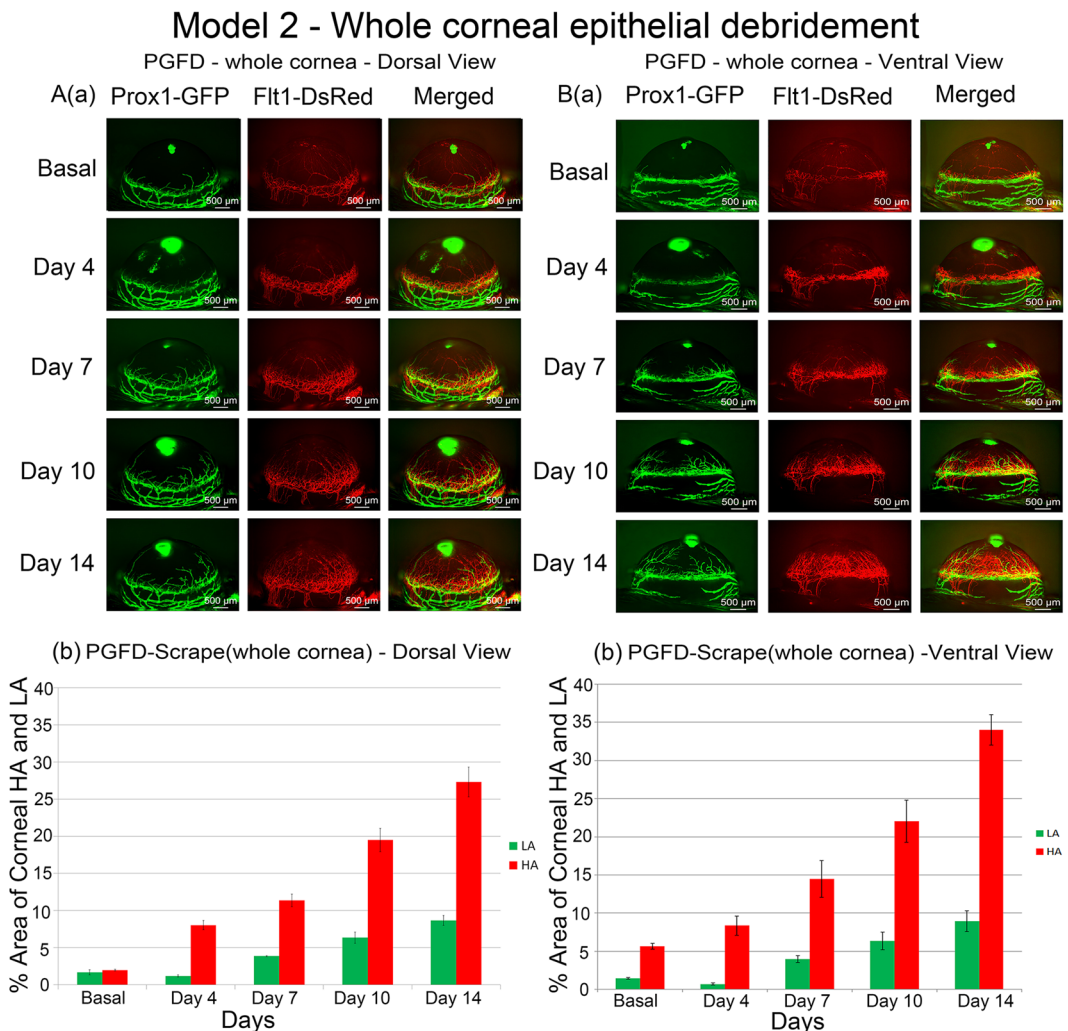 Model 2 - Whole corneal epithelial debridement
PGFD - whole cornea - Dorsal View
A(a) Prox1-GFP Flt1-DsRed Merged
Basal
500 µm 500 µm 500 µm
Day 4
500 µm 500 µm 500 µm
Day 7
500 µm 500 µm 500 µm
Day 10
500 µm 500 µm 500 µm
Day 14
500 µm 500 µm 500 µm
PGFD - whole cornea - Ventral View
B(a) Prox1-GFP Flt1-DsRed Merged
Basal
500 µm 500 µm 500 µm
Day 4
500 µm 500 µm 500 µm
Day 7
500 µm 500 µm 500 µm
Day 10
500 µm 500 µm 500 µm
Day 14
500 µm 500 µm 500 µm
(b) PGFD-Scrape(whole cornea) - Dorsal View
% Area of Corneal HA and LA
40
35
30
25
20
15
10
5
0
LA
HA
Basal Day 4 Day 7 Day 10 Day 14
Days
(b) PGFD-Scrape(whole cornea) -Ventral View
% Area of Corneal HA and LA
40
35
30
25
20
15
10
5
0
LA
HA
Basal Day 4 Day 7 Day 10 Day 14
Days